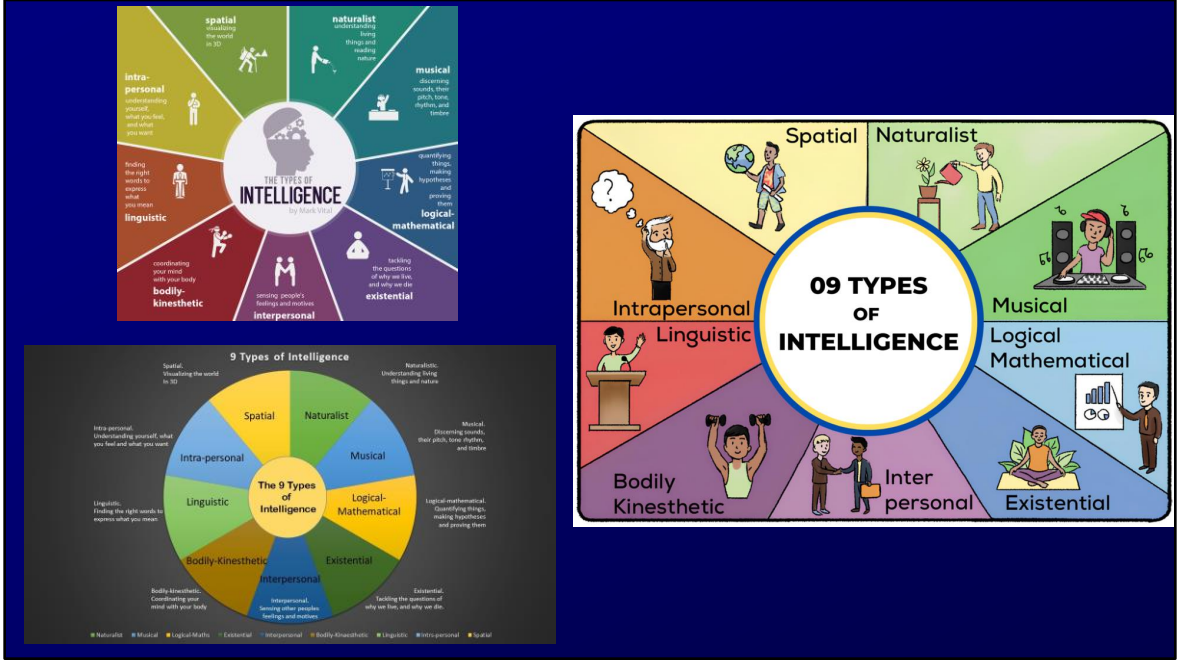 spatial
visualizing
the world
in 3D
naturalist
understanding
living
things and
reading
nature
musical
discerning
sounds, their
pitch, tone,
rhythm, and
timbre
quantifying
things,
making
hypotheses
and
proving
them
logical-
mathematical
tackling
the questions
of why we live,
and why we die
existential
sensing people's
feelings and motives
interpersonal
coordinating
your mind
with your body
bodily-
kinesthetic
finding
the right
words to
express
what
you mean
linguistic
intra-
personal
understanding
yourself,
what you feel,
and what
you want
THE TYPES OF
INTELLIGENCE
by Mark Vital
Spatial
Naturalist
Musical
Logical
Mathematical
Existential
Inter
personal
Bodily
Kinesthetic
Linguistic
Intrapersonal
?
09 TYPES
OF
INTELLIGENCE
9 Types of Intelligence
Spatial.
Visualizing the world
in 3D
Naturalistic.
Understanding living
things and nature
Musical.
Discerning sounds,
their pitch, tone rhythm,
and timbre
Logical-mathematical.
Quantifying things,
making hypotheses
and proving them
Existential.
Tackling the questions of
why we live, and why we die.
Interpersonal.
Sensing other peoples
feelings and motives
Bodily-kinesthetic.
Coordinating your
mind with your body
Linguistic.
Finding the right words to
express what you mean
Intra-personal.
Understanding yourself, what
you feel and what you want
Spatial
Naturalist
Musical
Logical-
Mathematical
Existential
Interpersonal
Bodily-Kinesthetic
Linguistic
Intra-personal
The 9 Types
of
Intelligence
Naturalist Musical Logical-Maths Existential Interpersonal Bodily-Kinaesthetic Linguistic Intra-personal Spatial